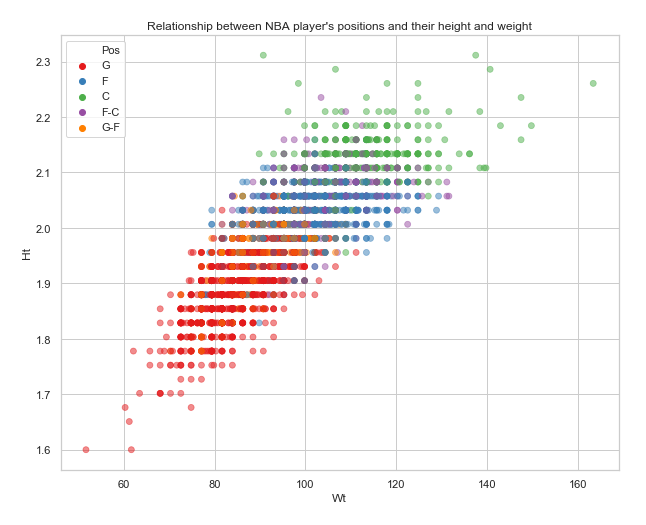 Relationship between NBA player's positions and their height and weight
Pos
G
F
C
F-C
G-F
2.3
2.2
2.1
2.0
1.9
1.8
1.7
1.6
Ht
60
80
100
120
140
160
Wt